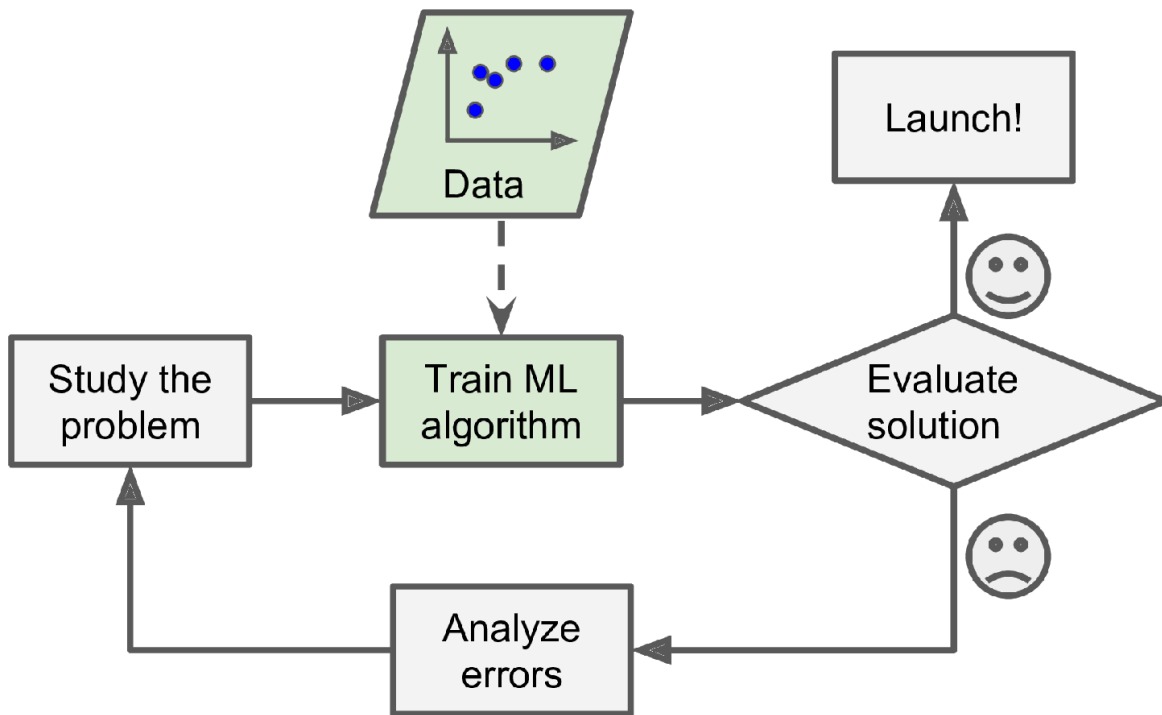 Data
Launch!
Study the
problem
Train ML
algorithm
Evaluate
solution
Analyze
errors